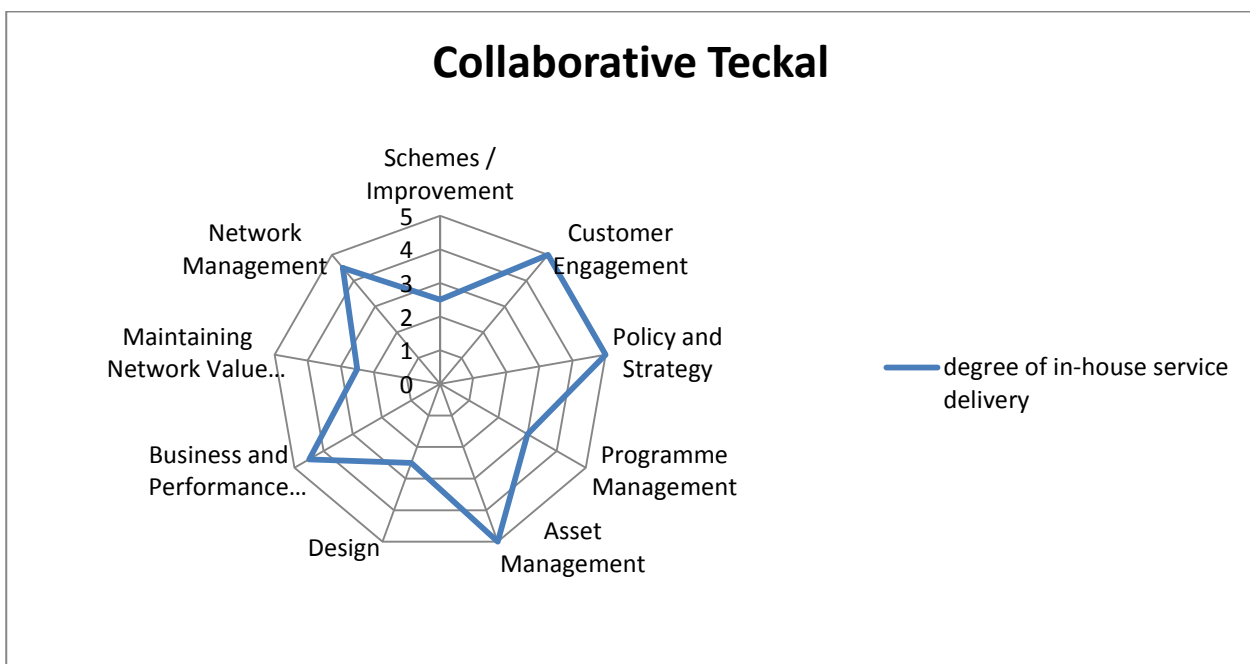 Collaborative Teckal
Schemes /
Improvement
Customer
Engagement
Policy and
Strategy
Programme
Management
Asset
Management
Design
Business and
Performance...
Maintaining
Network Value...
Network
Management
5
4
3
2
1
0
degree of in-house service
delivery